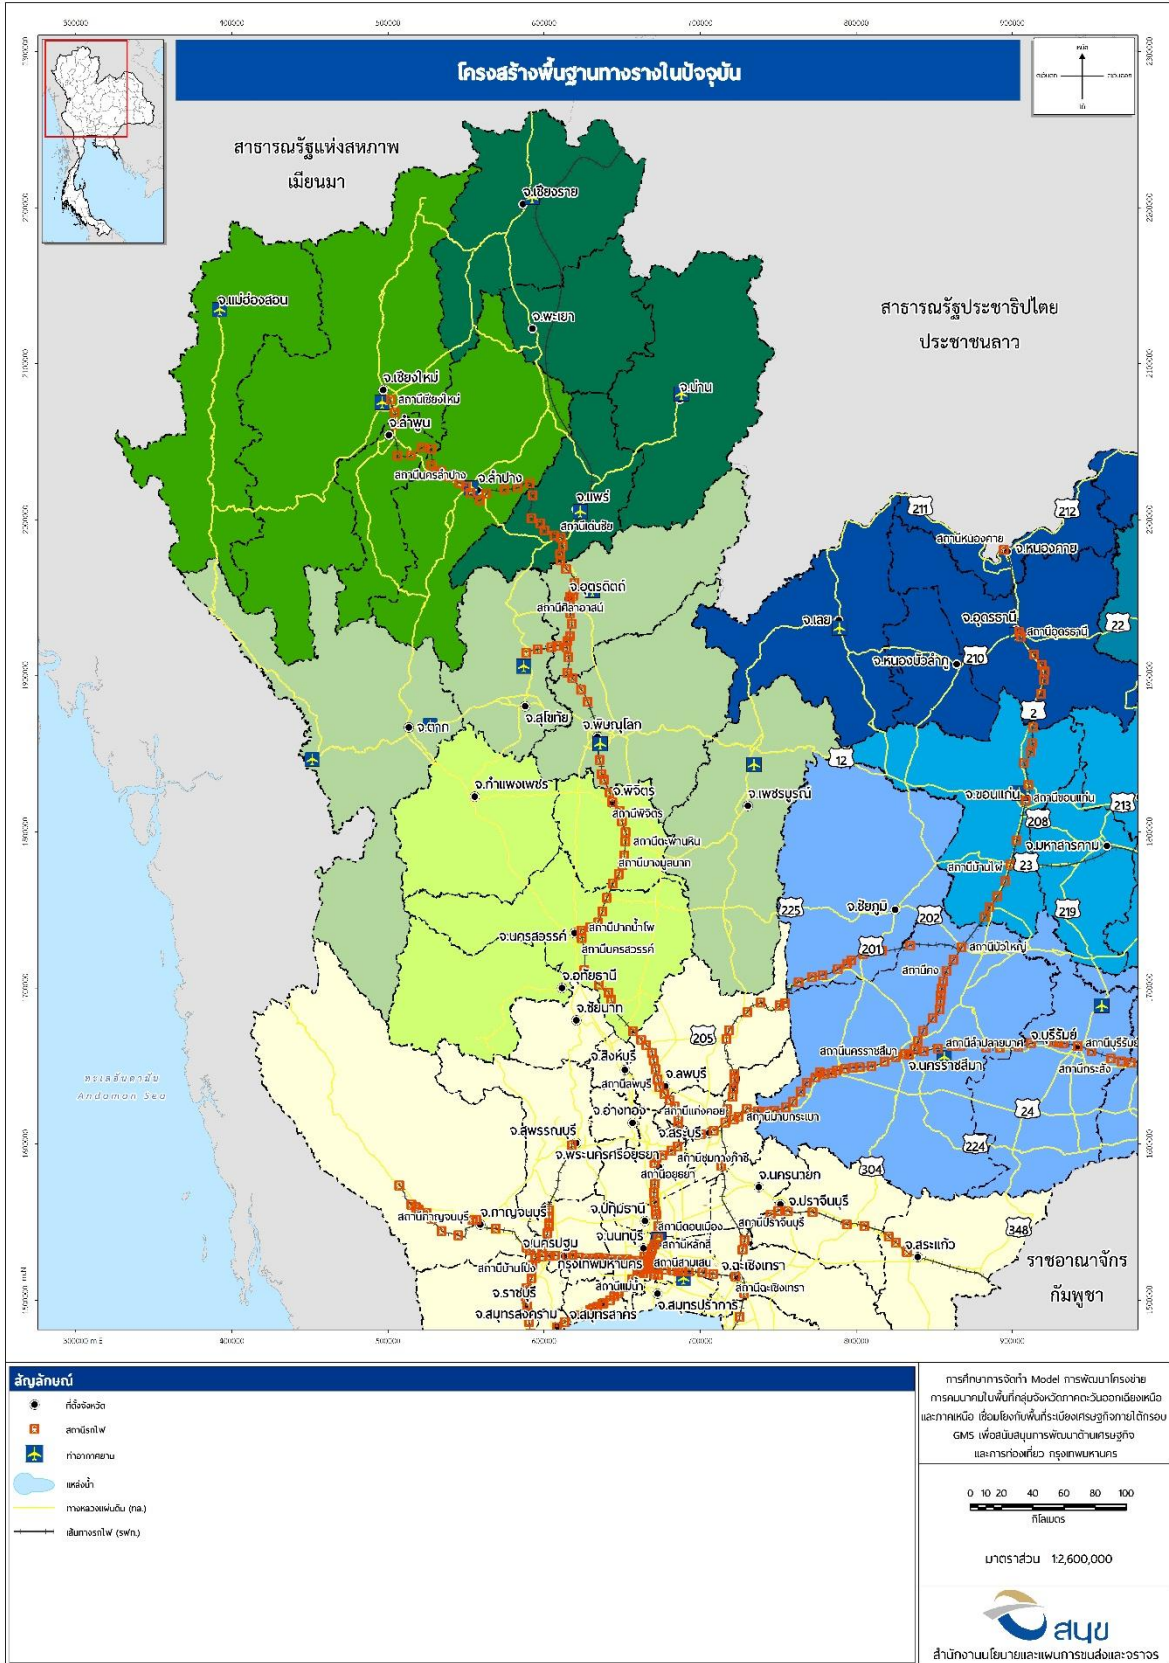 300000 400000 500000 600000 700000 800000 900000
โครงสร้างพื้นฐานทางรางในปัจจุบัน
เหนือ
ตะวันตก
ตะวันออก
ใต้
สาธารณรัฐแห่งสหภาพ
เมียนมา
จ.เชียงราย
จ.แม่ฮ่องสอน
สาธารณรัฐประชาธิปไตย
ประชาชนลาว
จ.พะเยา
จ.เชียงใหม่
สถานีเชียงใหม่
จ.น่าน
จ.ลำพูน
สถานีนครลำปาง
จ.ลำปาง
จ.แพร่
สถานีเด่นชัย
211
212
สถานีหนองคาย
จ.หนองคาย
จ.อุตรดิตถ์
สถานีศิลาอาสน์
จ.เลย
จ.อุดรธานี
สถานีอุดรธานี
22
จ.หนองบัวลำภู
210
จ.สุโขทัย
จ.ตาก
จ.พิษณุโลก
2
12
จ.กำแพงเพชร
จ.พิจิตร
จ.เพชรบูรณ์
จ.ขอนแก่น
สถานีขอนแก่น
213
สถานีพิจิตร
208
สถานีตะพานหิน
จ.มหาสารคาม
สถานีบางมูลนาก
สถานีบ้านไผ่
23
225
จ.ชัยภูมิ
202
219
จ.นครสวรรค์
สถานีปากน้ำโพ
สถานีนครสวรรค์
201
สถานีบัวใหญ่
จ.อุทัยธานี
สถานีคง
จ.ชัยนาท
205
จ.สิงห์บุรี
สถานีนครราชสีมา
สถานีลำปลายมาศ
จ.บุรีรัมย์
สถานีบุรีรัมย์
จ.นครราชสีมา
สถานีกระสัง
สถานีลพบุรี
จ.ลพบุรี
จ.อ่างทอง
สถานีแก่งคอย
สถานีมาบกระเบา
24
จ.สุพรรณบุรี
จ.สระบุรี
224
จ.พระนครศรีอยุธยา
สถานีชุมทางภาชี
สถานีอยุธยา
304
จ.นครนายก
จ.ปราจีนบุรี
สถานีกาญจนบุรี
จ.กาญจนบุรี
จ.ปทุมธานี
สถานีดอนเมือง
สถานีปราจีนบุรี
348
จ.นนทบุรี
สถานีหลักสี่
จ.สระแก้ว
จ.นครปฐม
สถานีบ้านโป่ง
กรุงเทพมหานคร
สถานีสามเสน
จ.ฉะเชิงเทรา
สถานีฉะเชิงเทรา
สถานีแม่น้ำ
จ.ราชบุรี
จ.สมุทรปราการ
จ.สมุทรสงคราม
จ.สมุทรสาคร
ราชอาณาจักร
กัมพูชา
ทะเลอันดามัน
Andaman Sea
300000 m E 400000 500000 600000 700000 800000 900000
สัญลักษณ์
ที่ตั้งจังหวัด
สถานีรถไฟ
ท่าอากาศยาน
แหล่งน้ำ
ทางหลวงแผ่นดิน (ทล.)
เส้นทางรถไฟ (รฟท.)
การศึกษาการจัดทำ Model การพัฒนาโครงข่าย
การคมนาคมในพื้นที่กลุ่มจังหวัดภาคตะวันออกเฉียงเหนือ
และภาคเหนือ เชื่อมโยงกับพื้นที่ระเบียงเศรษฐกิจภายใต้กรอบ
GMS เพื่อสนับสนุนการพัฒนาด้านเศรษฐกิจ
และการท่องเที่ยว กรุงเทพมหานคร
0 10 20 40 60 80 100
กิโลเมตร
มาตราส่วน 1:2,600,000
สนข
สำนักงานนโยบายและแผนการขนส่งและจราจร